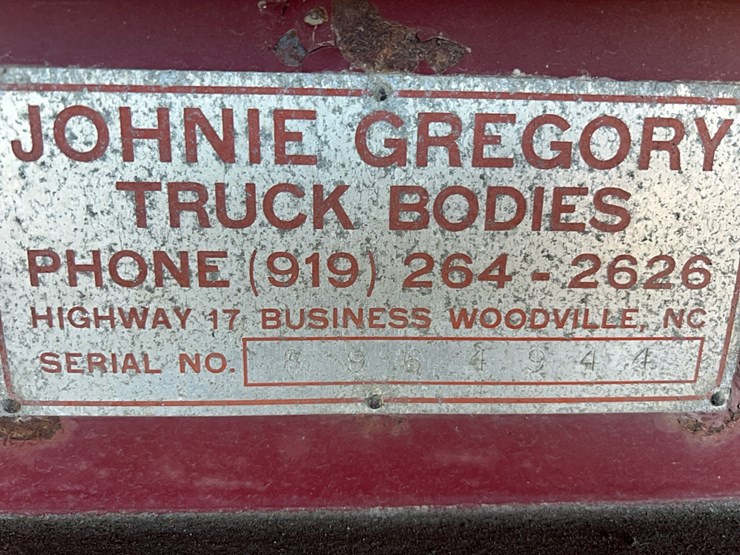 JOHNIE GREGORY
TRUCK BODIES
PHONE (919) 264-2626
HIGHWAY 17 BUSINESS WOODVILLE, NC
SERIAL NO.